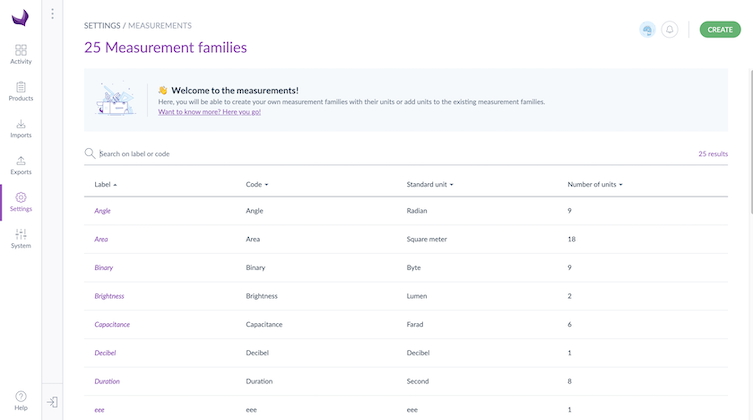 SETTINGS / MEASUREMENTS
CREATE
25 Measurement families
Activity
Products
Imports
Exports
Settings
System
Help
👋 Welcome to the measurements!
Here, you will be able to create your own measurement families with their units or add units to the existing measurement families.
Want to know more? Here you go!
Search on label or code
25 results
Label Code Standard unit Number of units
Angle Angle Radian 9
Area Area Square meter 18
Binary Binary Byte 9
Brightness Brightness Lumen 2
Capacitance Capacitance Farad 6
Decibel Decibel Decibel 1
Duration Duration Second 8
eee eee eee 1